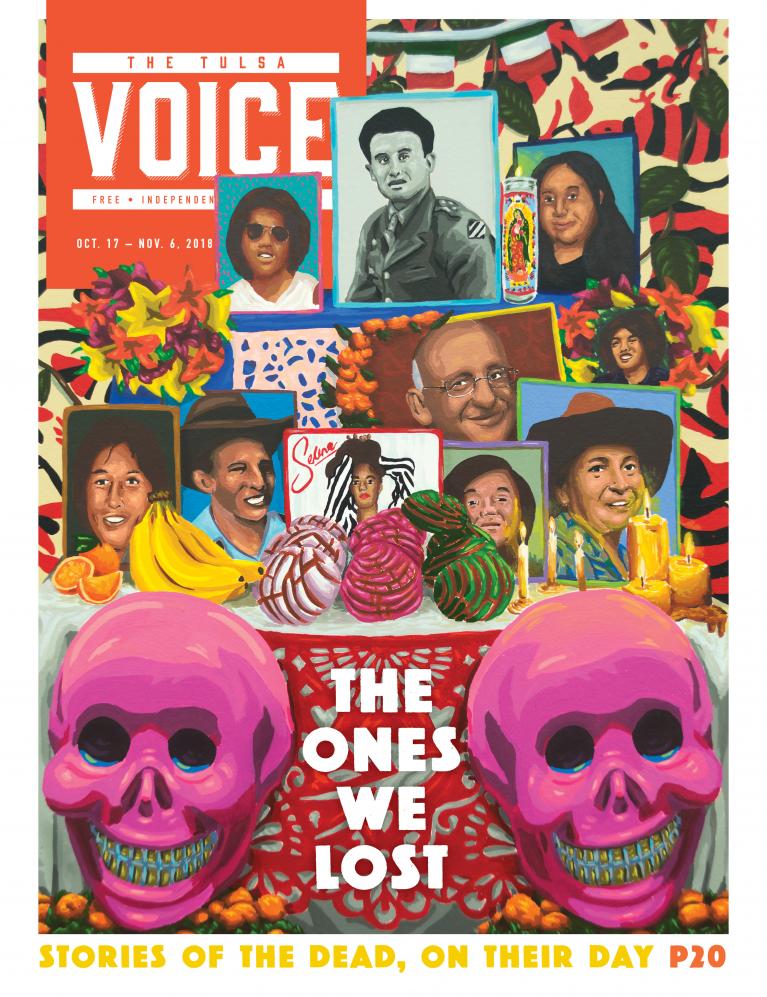 THE TULSA
VOICE
FREE • INDEPENDEN
OCT. 17 – NOV. 6, 2018
Selena
THE
ONES
WE
LOST
STORIES OF THE DEAD, ON THEIR DAY P20